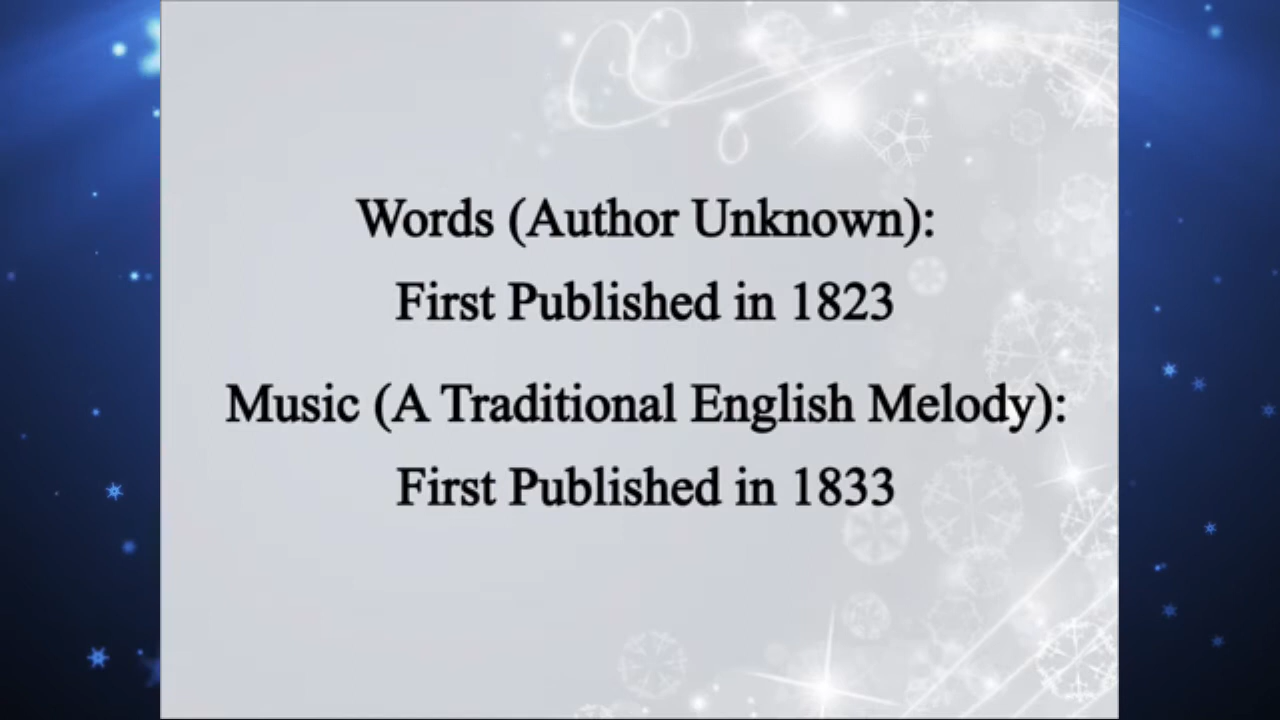 Words (Author Unknown):
First Published in 1823
Music (A Traditional English Melody):
First Published in 1833